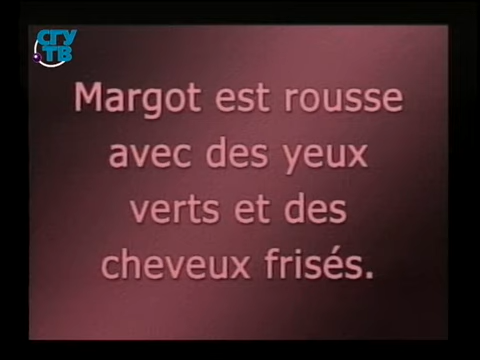 СГУ
ТВ
Margot est rousse
avec des yeux
verts et des
cheveux frisés.